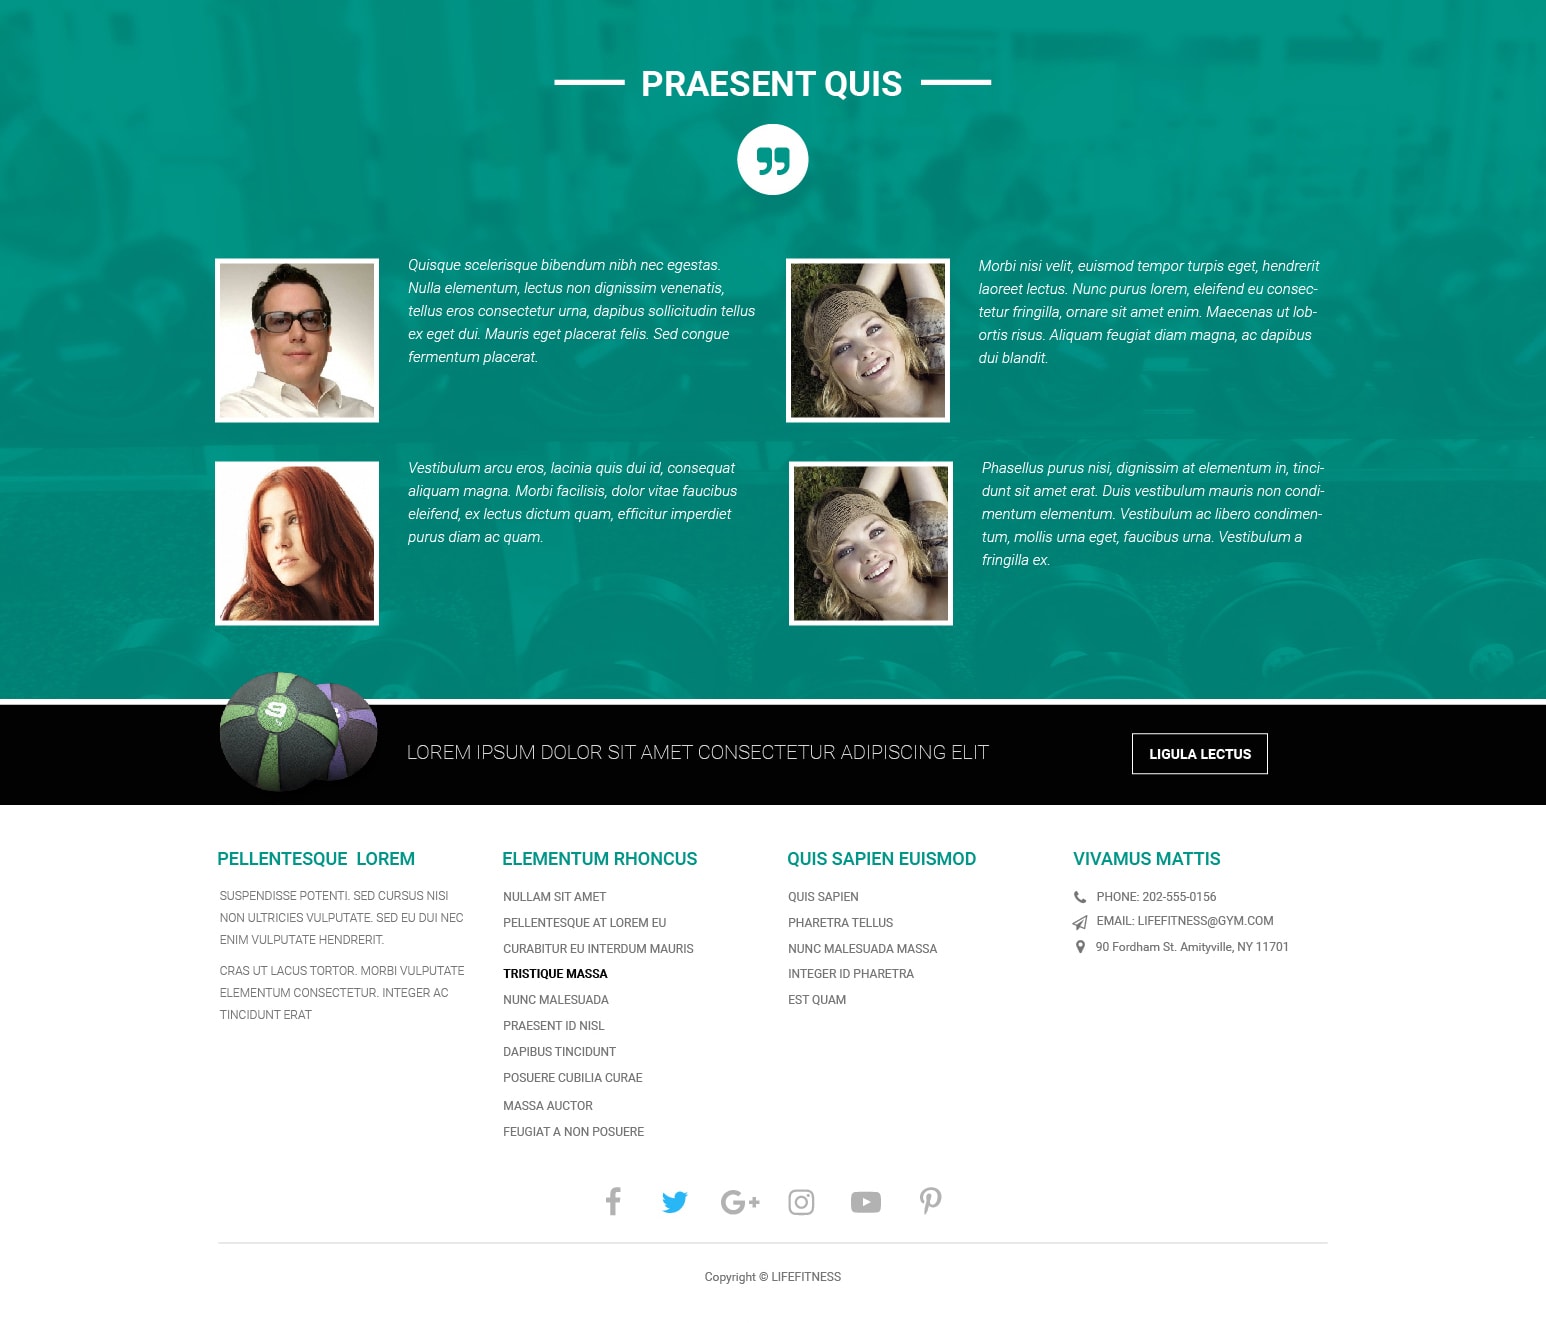 PRAESENT QUIS
Quisque scelerisque bibendum nibh nec egestas.
Nulla elementum, lectus non dignissim venenatis,
tellus eros consectetur urna, dapibus sollicitudin tellus
ex eget dui. Mauris eget placerat felis. Sed congue
fermentum placerat.
Morbi nisi velit, euismod tempor turpis eget, hendrerit
laoreet lectus. Nunc purus lorem, eleifend eu consec-
tetur fringilla, ornare sit amet enim. Maecenas ut lob-
ortis risus. Aliquam feugiat diam magna, ac dapibus
dui blandit.
Vestibulum arcu eros, lacinia quis dui id, consequat
aliquam magna. Morbi facilisis, dolor vitae faucibus
eleifend, ex lectus dictum quam, efficitur imperdiet
purus diam ac quam.
Phasellus purus nisi, dignissim at elementum in, tinci-
dunt sit amet erat. Duis vestibulum mauris non condi-
mentum elementum. Vestibulum ac libero condimen-
tum, mollis urna eget, faucibus urna. Vestibulum a
fringilla ex.
9
LOREM IPSUM DOLOR SIT AMET CONSECTETUR ADIPISCING ELIT
LIGULA LECTUS
PELLENTESQUE LOREM
SUSPENDISSE POTENTI. SED CURSUS NISI
NON ULTRICIES VULPUTATE. SED EU DUI NEC
ENIM VULPUTATE HENDRERIT.
CRAS UT LACUS TORTOR. MORBI VULPUTATE
ELEMENTUM CONSECTETUR. INTEGER AC
TINCIDUNT ERAT
ELEMENTUM RHONCUS
NULLAM SIT AMET
PELLENTESQUE AT LOREM EU
CURABITUR EU INTERDUM MAURIS
TRISTIQUE MASSA
NUNC MALESUADA
PRAESENT ID NISL
DAPIBUS TINCIDUNT
POSUERE CUBILIA CURAE
MASSA AUCTOR
FEUGIAT A NON POSUERE
QUIS SAPIEN EUISMOD
QUIS SAPIEN
PHARETRA TELLUS
NUNC MALESUADA MASSA
INTEGER ID PHARETRA
EST QUAM
VIVAMUS MATTIS
PHONE: 202-555-0156
EMAIL: LIFEFITNESS@GYM.COM
90 Fordham St. Amityville, NY 11701
Copyright © LIFEFITNESS